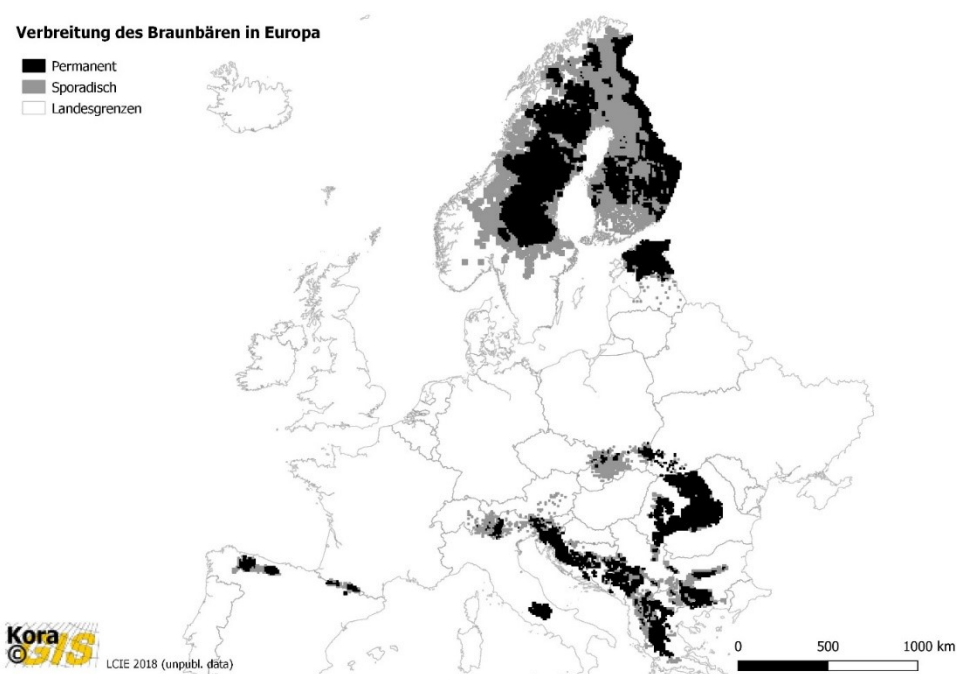 Verbreitung des Braunbären in Europa
Permanent
Sporadisch
Landesgrenzen
Kora
©GIS
LCIE 2018 (unpubl. data)
0 500 1000 km